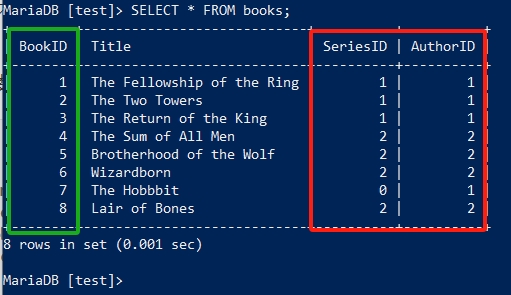 MariaDB [test]> SELECT * FROM books;
+--------+----------------------------+----------+----------+
| BookID | Title                      | SeriesID | AuthorID |
+--------+----------------------------+----------+----------+
| 1 | The Fellowship of the Ring | 1 | 1 |
| 2 | The Two Towers | 1 | 1 |
| 3 | The Return of the King | 1 | 1 |
| 4 | The Sum of All Men | 2 | 2 |
| 5 | Brotherhood of the Wolf | 2 | 2 |
| 6 | Wizardborn | 2 | 2 |
| 7 | The Hobbbit | 0 | 1 |
| 8 | Lair of Bones | 2 | 2 |
+--------+----------------------------+----------+----------+
8 rows in set (0.001 sec)
MariaDB [test]>